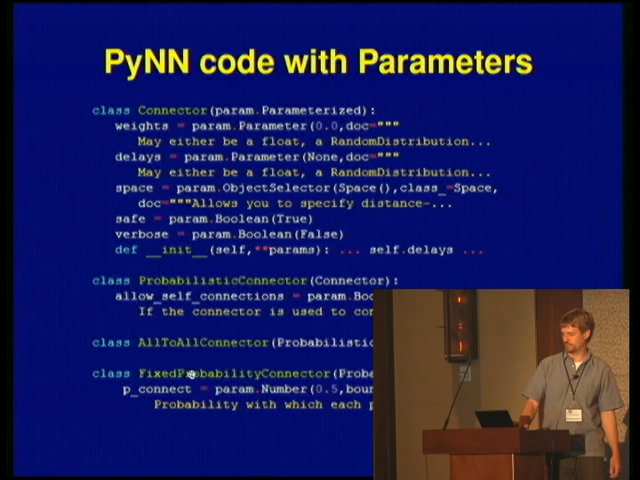 PyNN code with Parameters
class Connector(param.Parameterized):
weights = param.Parameter(0.0,doc="""
May either be a float, a RandomDistribution...
delays = param.Parameter(None,doc="""
May either be a float, a RandomDistribution...
space = param.ObjectSelector(Space(),class_=Space,
doc="""Allows you to specify distance-...
safe = param.Boolean(True)
verbose = param.Boolean(False)
def __init__(self,**params): ... self.delays ...
class ProbabilisticConnector(Connector):
allow_self_connections = param.Boo
If the connector is used to con
class AllToAllConnector(Probabilistic
class FixedProbabilityConnector(Proba
p_connect = param.Number(0.5,boun
Probability with which each p